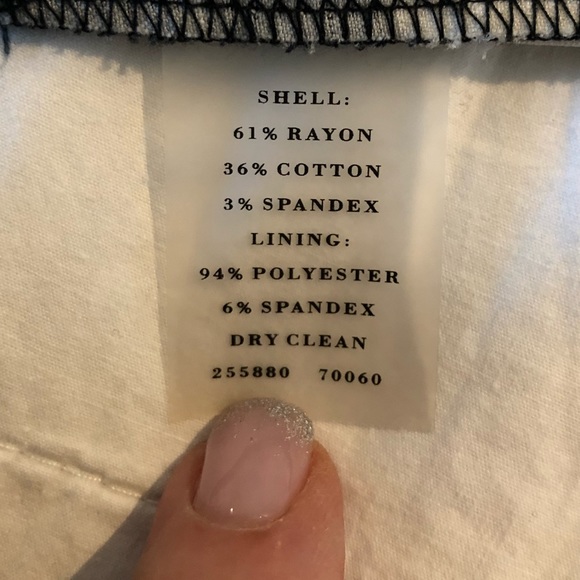 SHELL:
61% RAYON
36% COTTON
3% SPANDEX
LINING:
94% POLYESTER
6% SPANDEX
DRY CLEAN
255880 70060